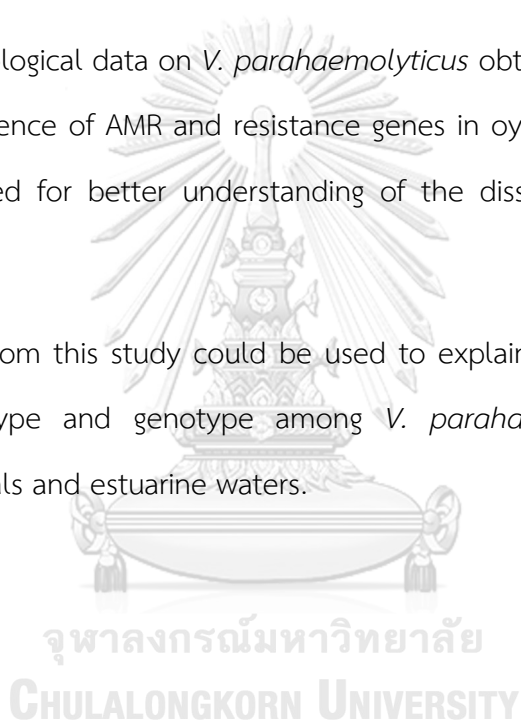 logical data on V. parahaemolyticus obt
ence of AMR and resistance genes in oy
ed for better understanding of the diss
om this study could be used to explain
ype and genotype among V. paraha
ls and estuarine waters.
จุฬาลงกรณ์มหาวิทยาลัย
CHULALONGKORN UNIVERSITY